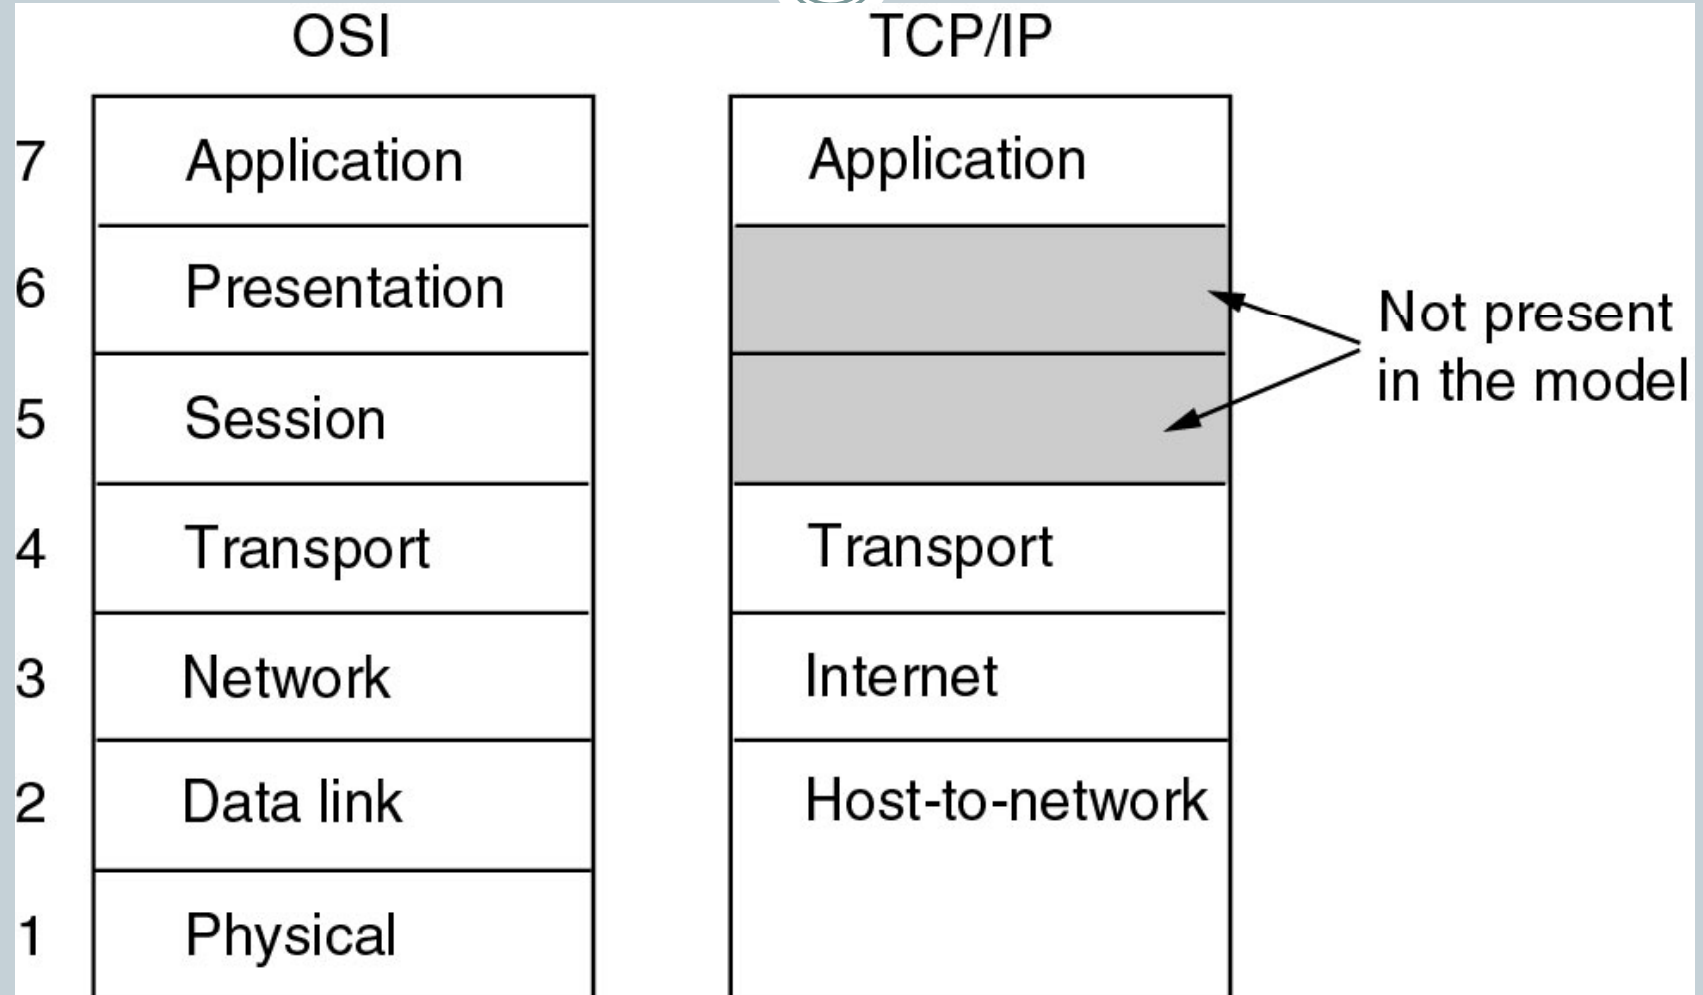 OSI TCP/IP
7 Application Application
6 Presentation
Not present
in the model
5 Session
4 Transport Transport
3 Network Internet
2 Data link Host-to-network
1 Physical